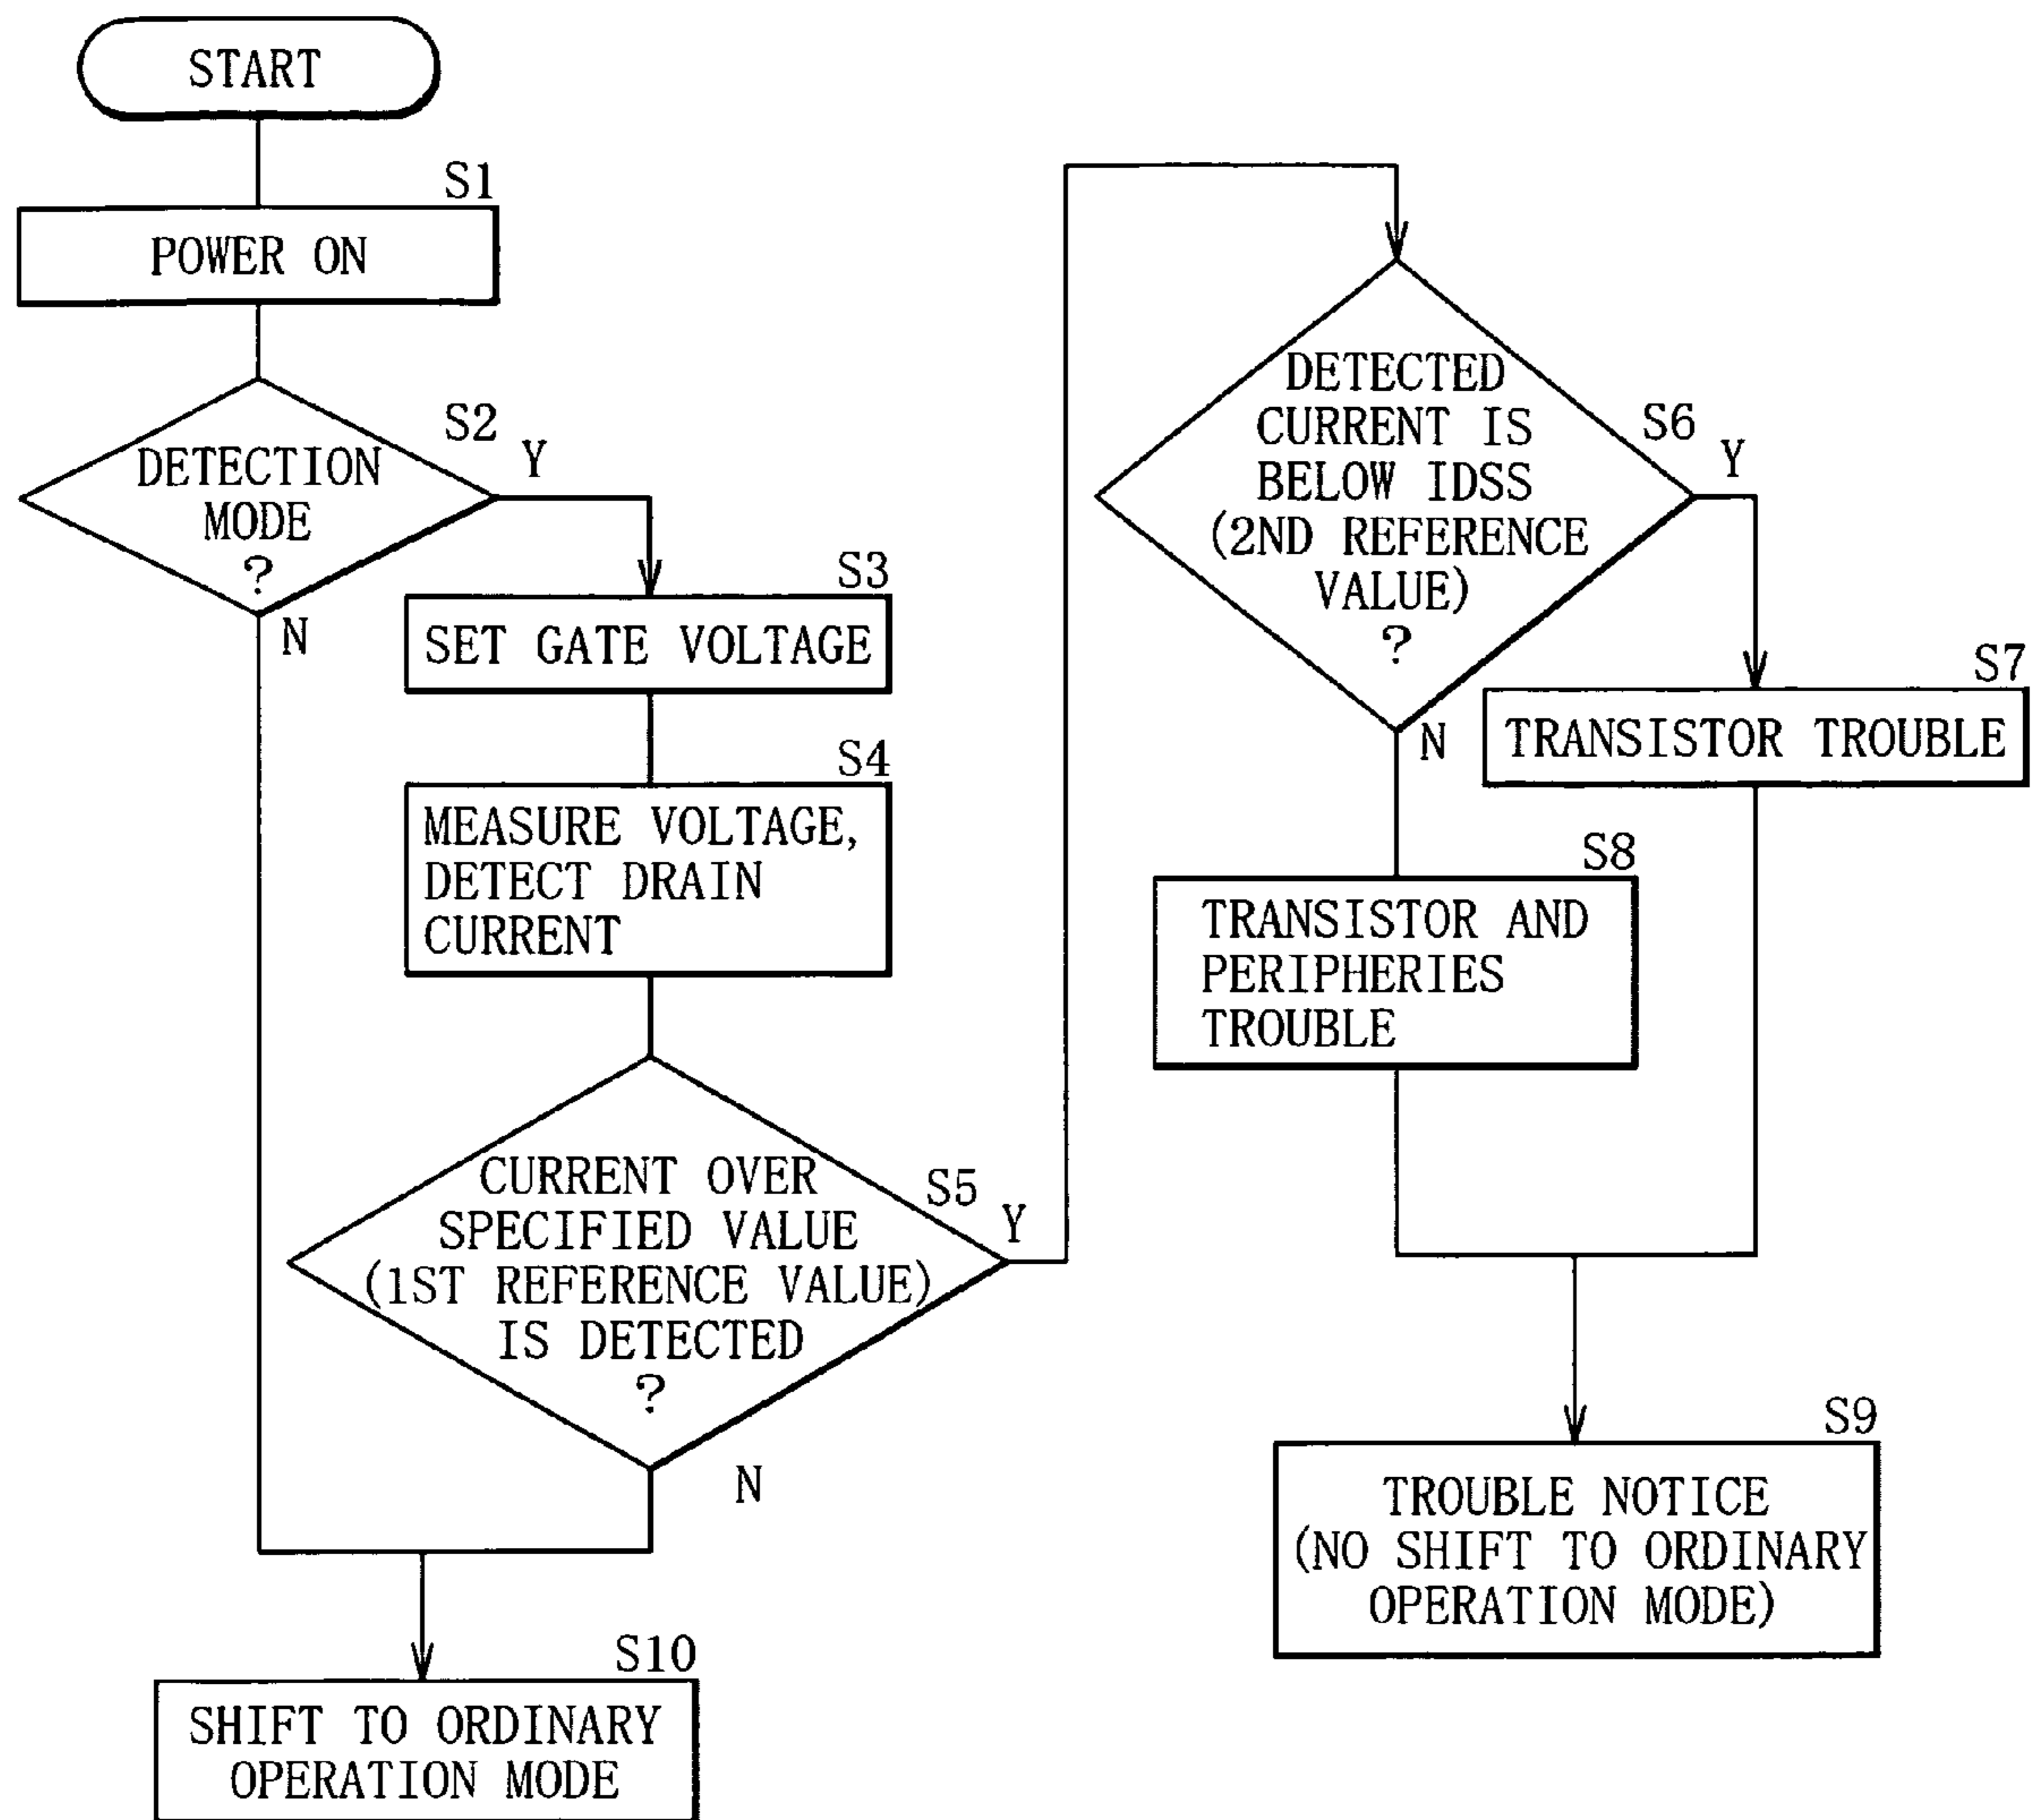 START
S1
POWER ON
S2
DETECTION
MODE
?
Y
N
S3
SET GATE VOLTAGE
S4
MEASURE VOLTAGE,
DETECT DRAIN
CURRENT
S5
CURRENT OVER
SPECIFIED VALUE
(1ST REFERENCE VALUE)
IS DETECTED
?
Y
N
S10
SHIFT TO ORDINARY
OPERATION MODE
S6
DETECTED
CURRENT IS
BELOW IDSS
(2ND REFERENCE
VALUE)
?
Y
N
S7
TRANSISTOR TROUBLE
S8
TRANSISTOR AND
PERIPHERIES
TROUBLE
S9
TROUBLE NOTICE
(NO SHIFT TO ORDINARY
OPERATION MODE)